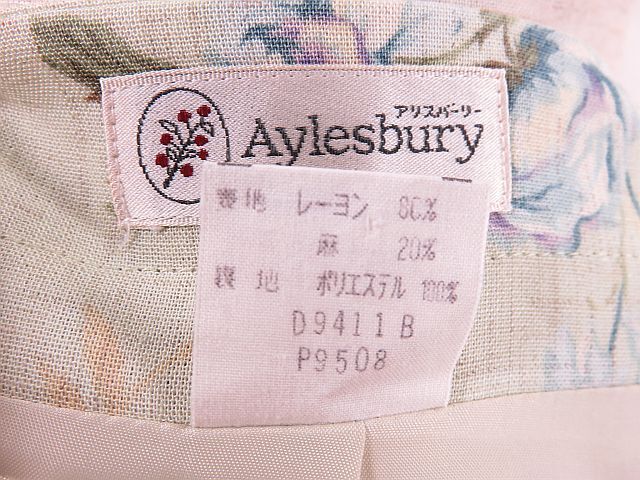 アリスバーリー
Aylesbury
表地 レーヨン 80%
麻 20%
裏地 ポリエステル 100%
D9411B
P9508